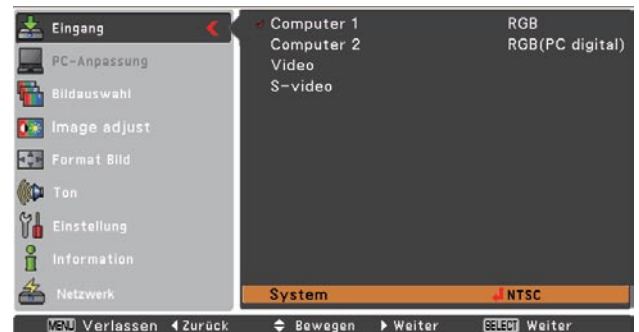 Eingang
PC-Anpassung
Bildauswahl
Image adjust
Format Bild
Ton
Einstellung
Information
Netzwerk
Computer 1 RGB
Computer 2 RGB(PC digital)
Video
S-video
System NTSC
MENU Verlassen Zurück Bewegen Weiter SELECT Weiter